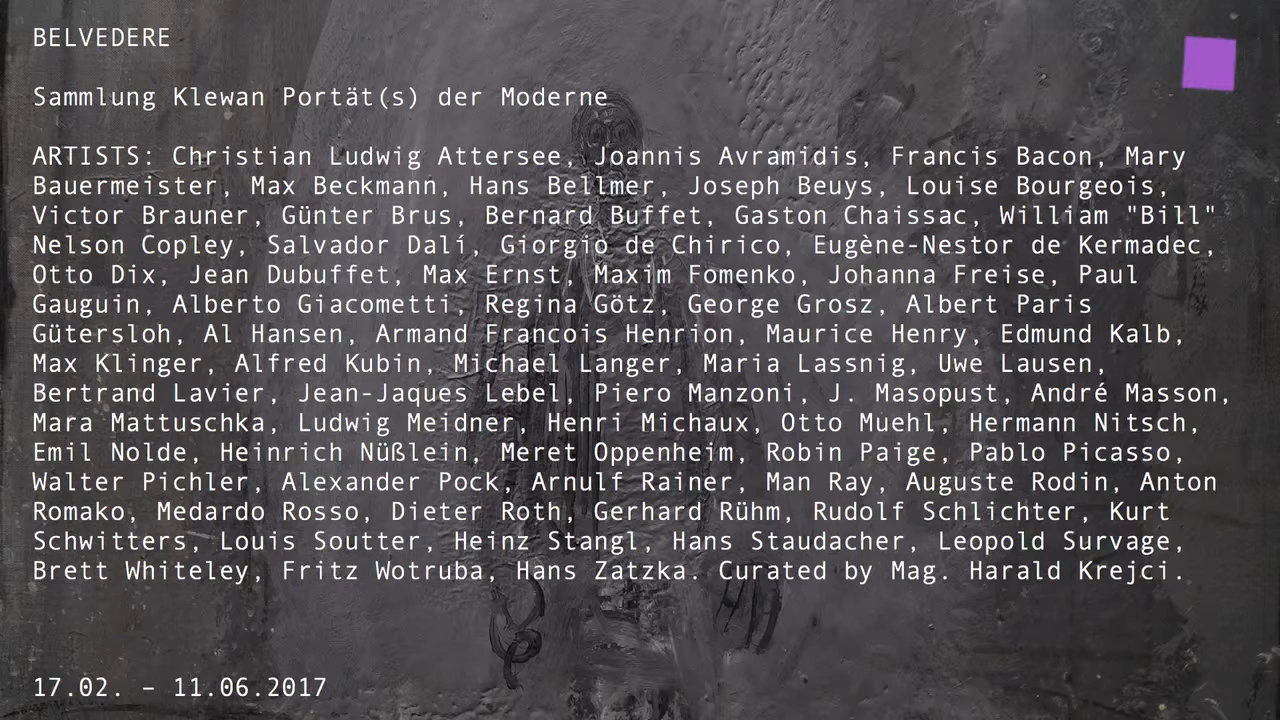 BELVEDERE
Sammlung Klewan Portät(s) der Moderne
ARTISTS: Christian Ludwig Attersee, Joannis Avramidis, Francis Bacon, Mary
Bauermeister, Max Beckmann, Hans Bellmer, Joseph Beuys, Louise Bourgeois,
Victor Brauner, Günter Brus, Bernard Buffet, Gaston Chaissac, William "Bill"
Nelson Copley, Salvador Dalí, Giorgio de Chirico, Eugène-Nestor de Kermadec,
Otto Dix, Jean Dubuffet, Max Ernst, Maxim Fomenko, Johanna Freise, Paul
Gauguin, Alberto Giacometti, Regina Götz, George Grosz, Albert Paris
Gütersloh, Al Hansen, Armand Francois Henrion, Maurice Henry, Edmund Kalb,
Max Klinger, Alfred Kubin, Michael Langer, Maria Lassnig, Uwe Lausen,
Bertrand Lavier, Jean-Jaques Lebel, Piero Manzoni, J. Masopust, André Masson,
Mara Mattuschka, Ludwig Meidner, Henri Michaux, Otto Muehl, Hermann Nitsch,
Emil Nolde, Heinrich Nüßlein, Meret Oppenheim, Robin Paige, Pablo Picasso,
Walter Pichler, Alexander Pock, Arnulf Rainer, Man Ray, Auguste Rodin, Anton
Romako, Medardo Rosso, Dieter Roth, Gerhard Rühm, Rudolf Schlichter, Kurt
Schwitters, Louis Soutter, Heinz Stangl, Hans Staudacher, Leopold Survage,
Brett Whiteley, Fritz Wotruba, Hans Zatzka. Curated by Mag. Harald Krejci.
17.02. – 11.06.2017